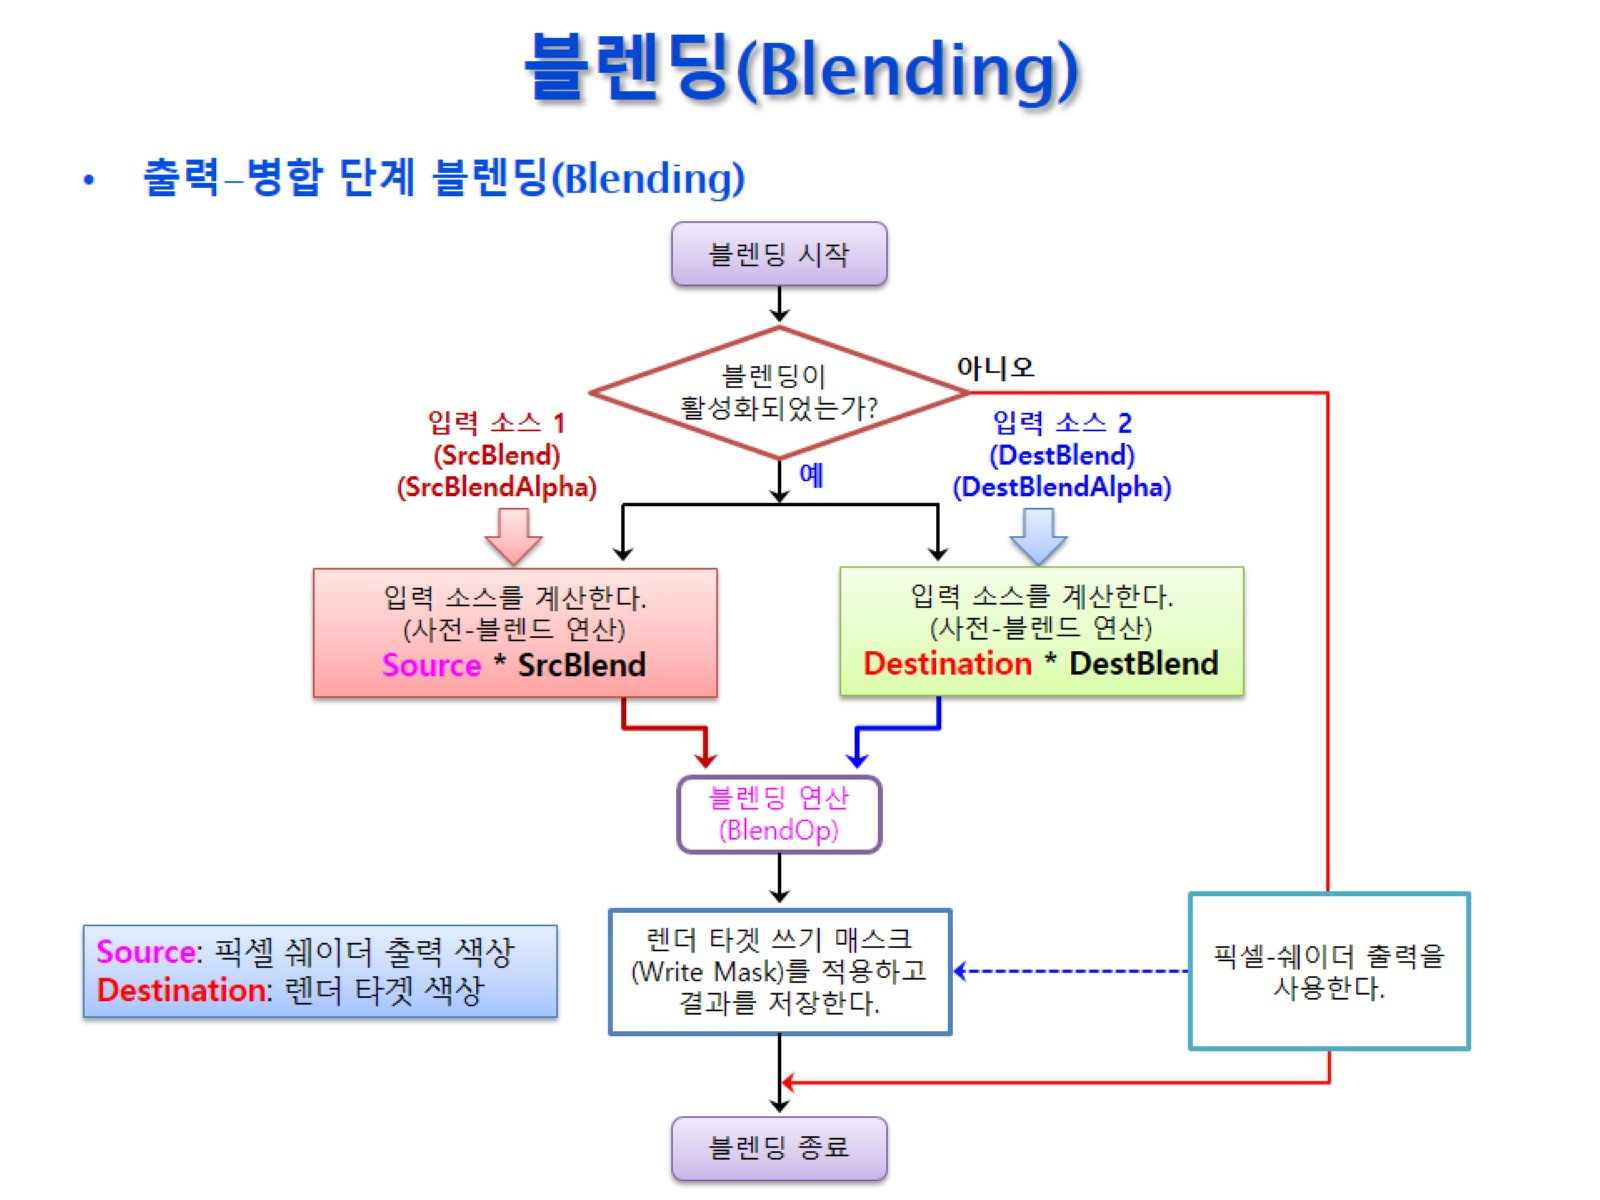 블렌딩(Blending)
• 출력-병합 단계 블렌딩(Blending)
블렌딩 시작
블렌딩이
활성화되었는가?
아니오
예
입력 소스 1
(SrcBlend)
(SrcBlendAlpha)
입력 소스 2
(DestBlend)
(DestBlendAlpha)
입력 소스를 계산한다.
(사전-블렌드 연산)
Source * SrcBlend
입력 소스를 계산한다.
(사전-블렌드 연산)
Destination * DestBlend
블렌딩 연산
(BlendOp)
렌더 타겟 쓰기 매스크
(Write Mask)를 적용하고
결과를 저장한다.
픽셀-쉐이더 출력을
사용한다.
Source: 픽셀 쉐이더 출력 색상
Destination: 렌더 타겟 색상
블렌딩 종료